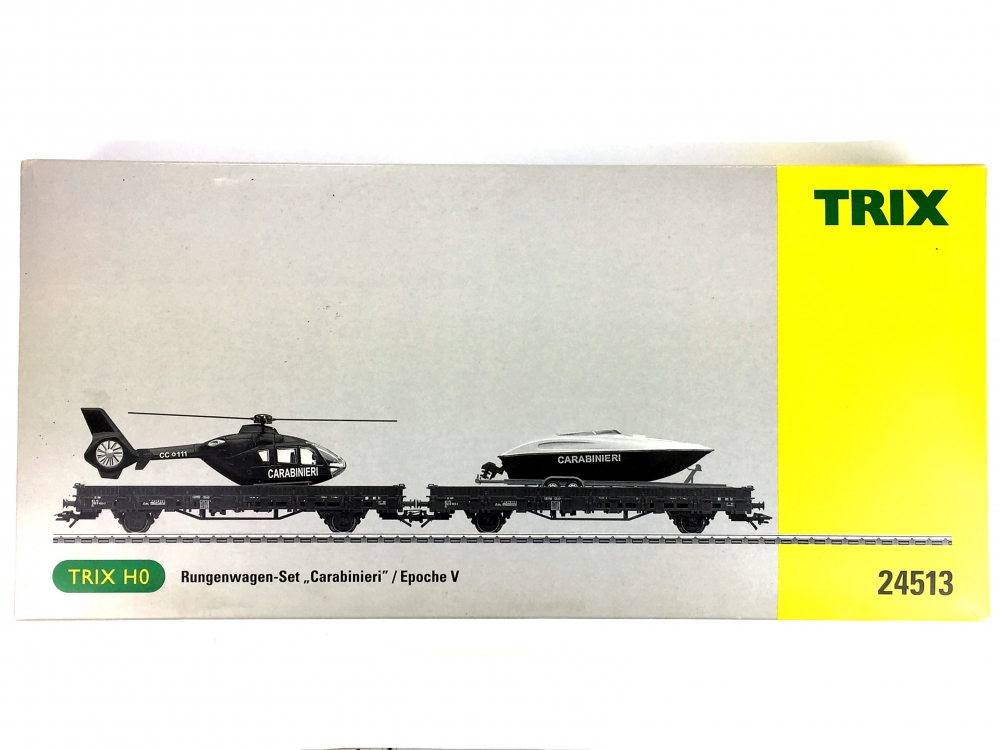 TRIX
CC 111
CARABINIERI
CARABINIERI
TRIX H0
Rungenwagen-Set „Carabinieri” / Epoche V
24513